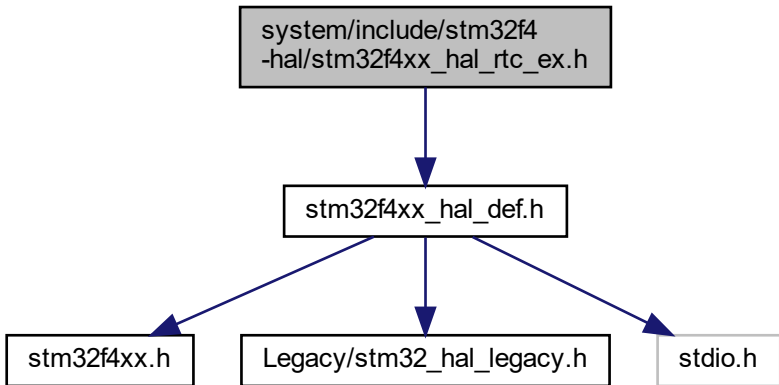 system/include/stm32f4
-hal/stm32f4xx_hal_rtc_ex.h
stm32f4xx_hal_def.h
stm32f4xx.h
Legacy/stm32_hal_legacy.h
stdio.h